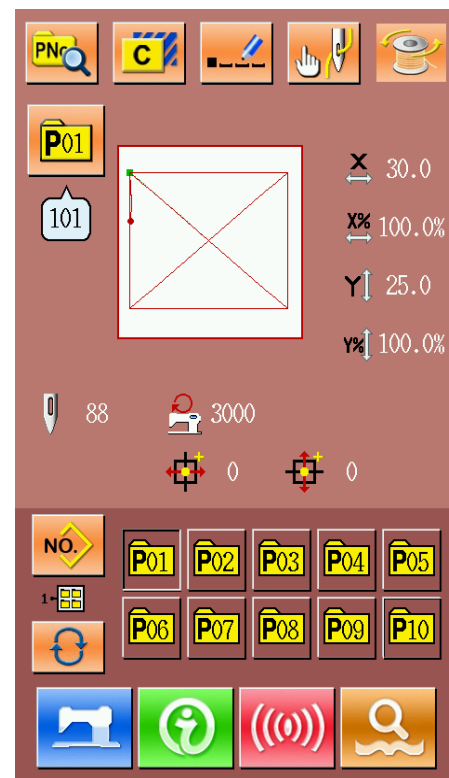 PNo.
C
P01
101
X 30.0
X% 100.0%
Y 25.0
Y% 100.0%
88
3000
0
0
NO.
P01 P02 P03 P04 P05
1-
P06 P07 P08 P09 P10